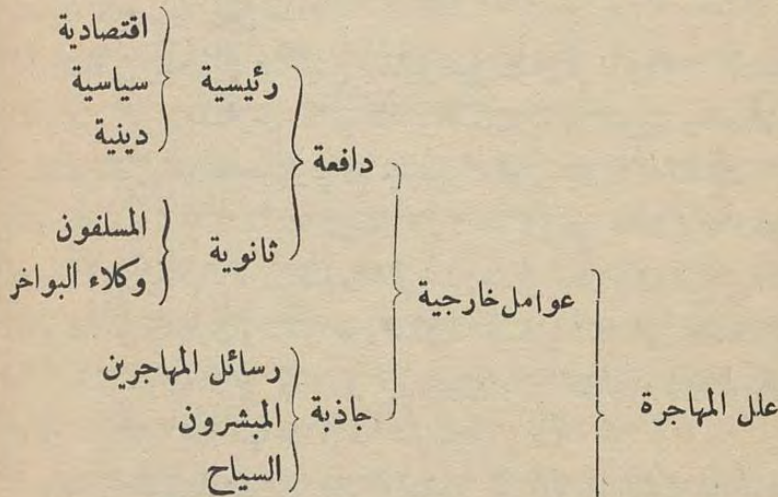 اقتصادية
رئيسية سياسية
دينية
دافعة
المسلفون
ثانوية
وكلاء البواخر
عوامل خارجية
رسائل المهاجرين
علل المهاجرة
جاذبة المبشرون
السياح